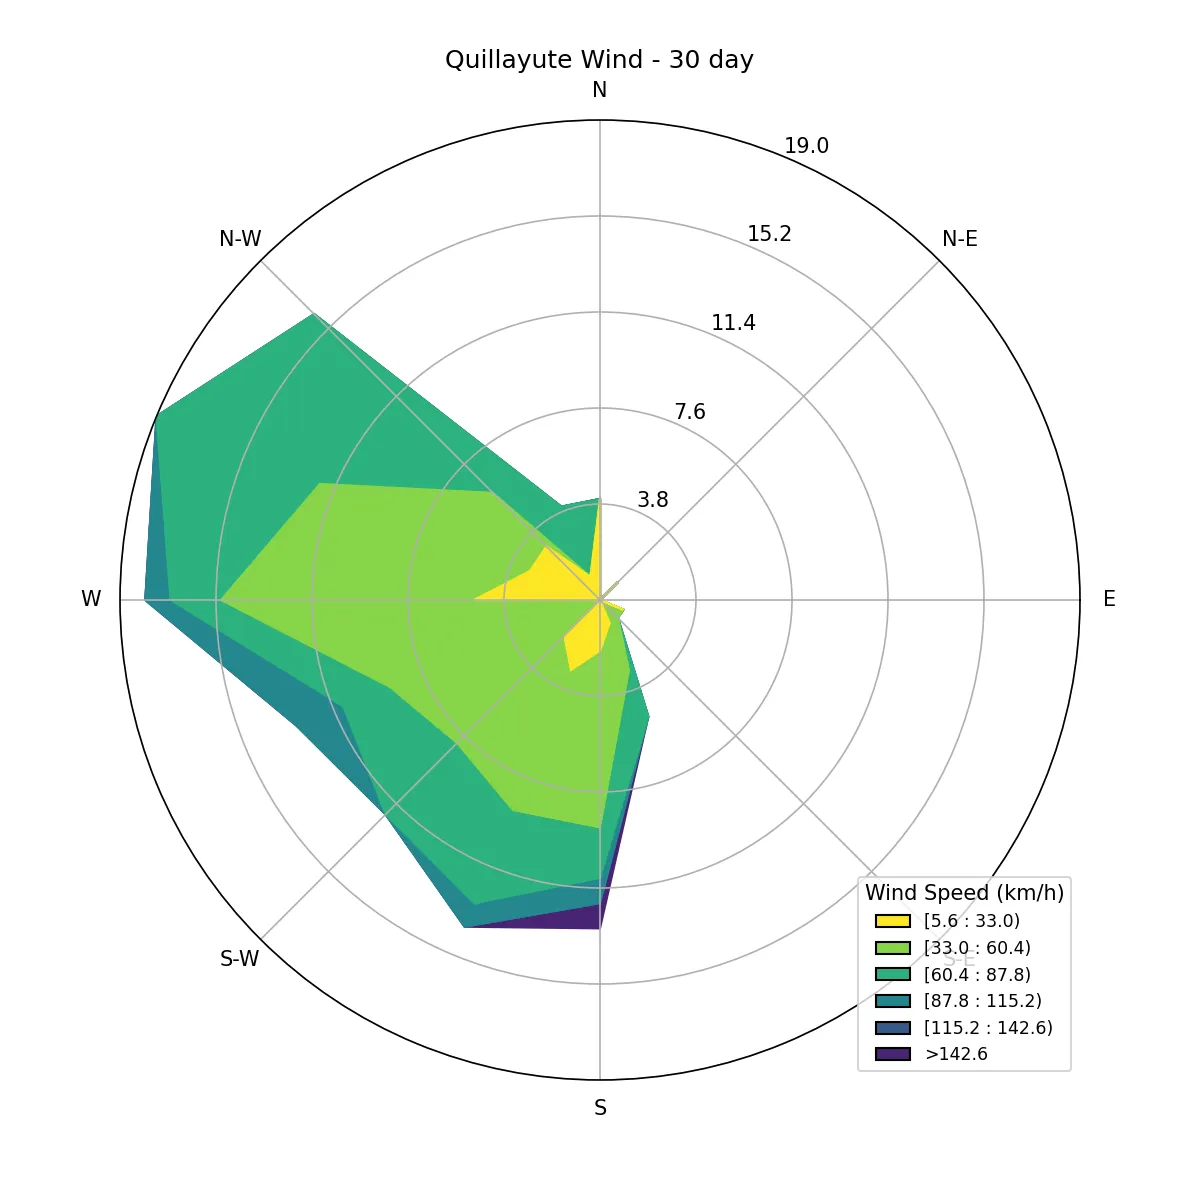 Quillayute Wind - 30 day
N
19.0
15.2
N-W
N-E
11.4
7.6
3.8
W
E
Wind Speed (km/h)
[5.6 : 33.0)
[33.0 : 60.4)
S-W
S-E
[60.4 : 87.8)
[87.8 : 115.2)
[115.2 : 142.6)
>142.6
S